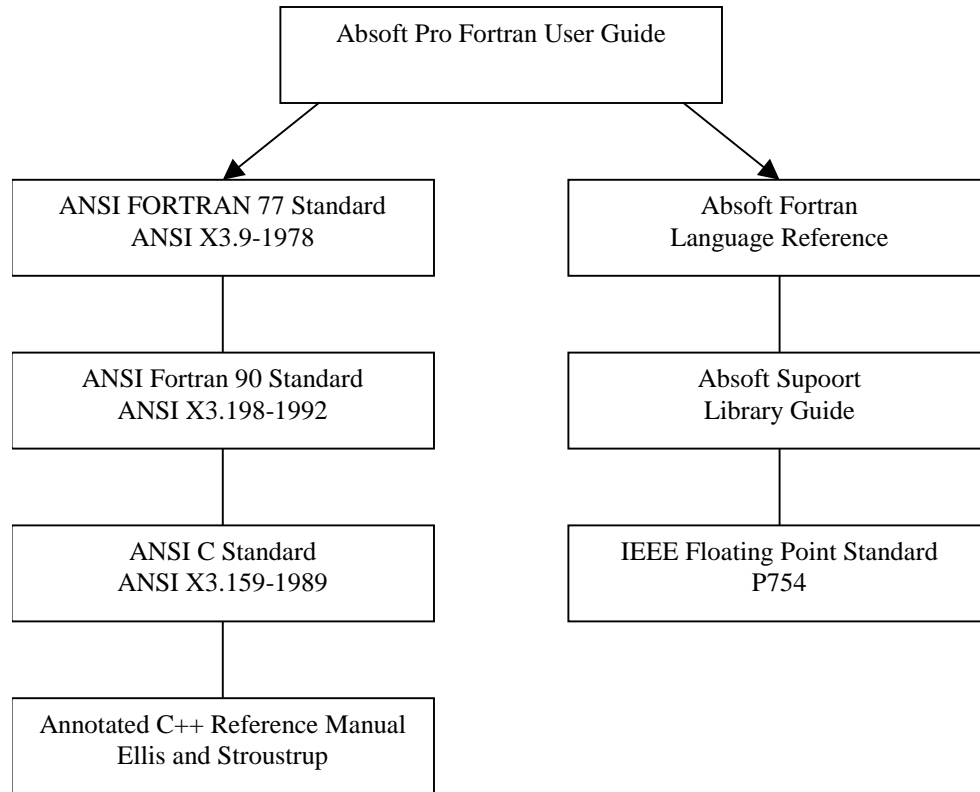 Absoft Pro Fortran User Guide
ANSI FORTRAN 77 Standard
ANSI X3.9-1978
Absoft Fortran
Language Reference
ANSI Fortran 90 Standard
ANSI X3.198-1992
Absoft Supoort
Library Guide
ANSI C Standard
ANSI X3.159-1989
IEEE Floating Point Standard
P754
Annotated C++ Reference Manual
Ellis and Stroustrup